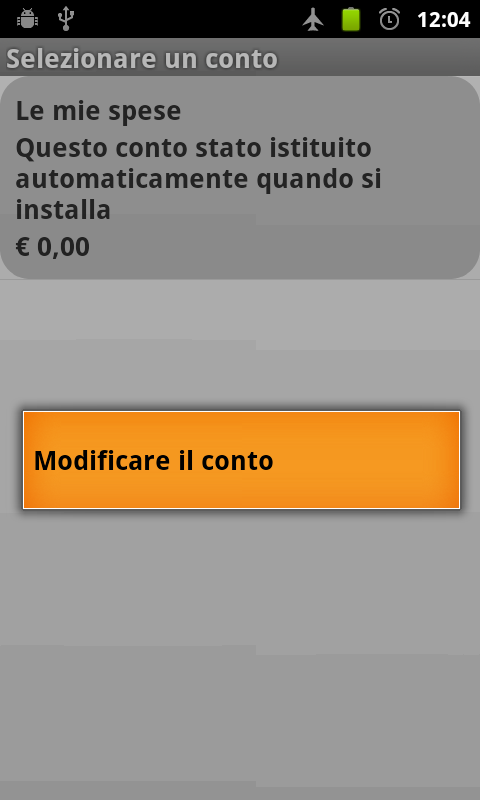 12:04
Selezionare un conto
Le mie spese
Questo conto stato istituito
automaticamente quando si
installa
€ 0,00
Modificare il conto